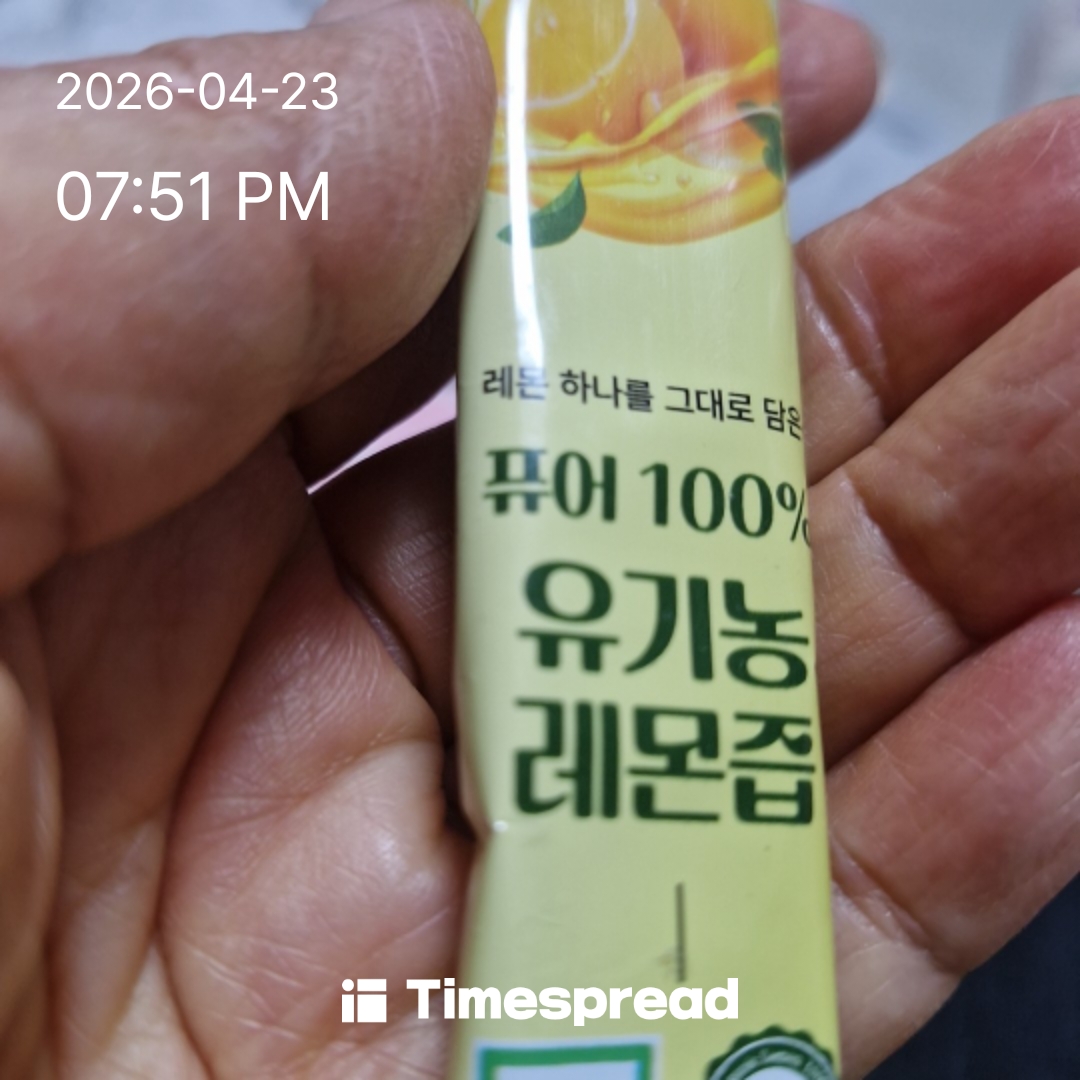 2026-04-23
07:51 PM
레몬 하나를 그대로 담은
퓨어 100%
유기농
레몬즙
Timespread